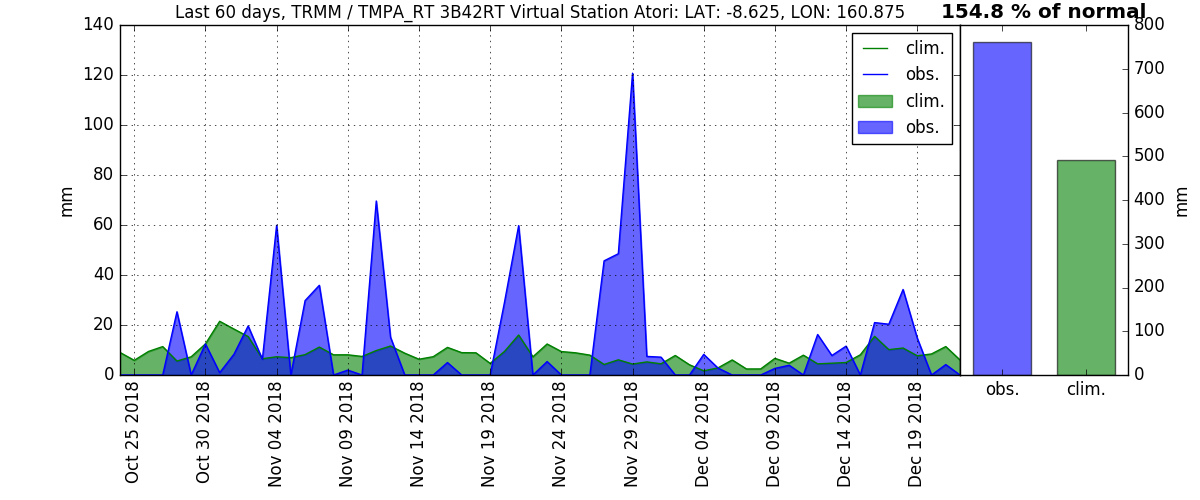 Last 60 days, TRMM / TMPA_RT 3B42RT Virtual Station Atori: LAT: -8.625, LON: 160.875
154.8 % of normal
mm
140
120
100
80
60
40
20
0
clim.
obs.
clim.
obs.
Oct 25 2018
Oct 30 2018
Nov 04 2018
Nov 09 2018
Nov 14 2018
Nov 19 2018
Nov 24 2018
Nov 29 2018
Dec 04 2018
Dec 09 2018
Dec 14 2018
Dec 19 2018
800
700
600
500
400
300
200
100
0
mm
obs.
clim.